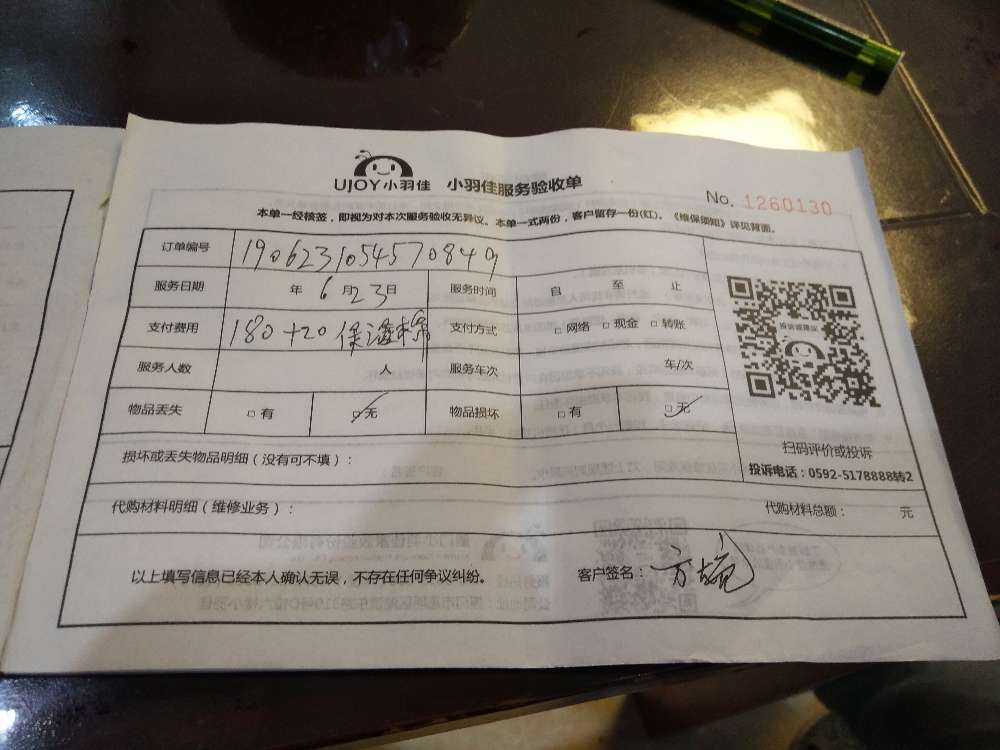 UJOY小羽佳 小羽佳服务验收单
No. 1260130
本单一经核签，即视为对本次服务验收无异议。本单一式两份，客户留存一份(红)。《维保须知》详见背面。
订单编号 1906231054570849
服务日期 年 6月23日 服务时间 自 至 止
支付费用 180+20 支付方式 □网络 □现金 □转账
服务人数 人 服务车次 车/次
物品丢失 □有 □无 物品损坏 □有 □无
损坏或丢失物品明细（没有可不填）：
扫码评价或投诉
投诉电话：0592-5178888转2
代购材料明细（维修业务）： 代购材料总额： 元
以上填写信息已经本人确认无误，不存在任何争议纠纷。 客户签名：